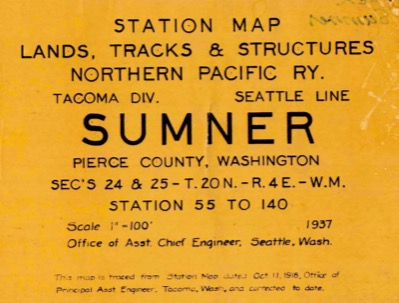 STATION MAP
LANDS, TRACKS & STRUCTURES
NORTHERN PACIFIC RY.
TACOMA DIV. SEATTLE LINE
SUMNER
PIERCE COUNTY, WASHINGTON
SEC'S 24 & 25 - T. 20 N. - R. 4 E. - W.M.
STATION 55 TO 140
Scale 1" - 100' 1937
Office of Asst. Chief Engineer, Seattle, Wash.
This map is traced from Station Map dated Oct. 11, 1918, Office of
Principal Asst. Engineer, Tacoma, Wash., and corrected to date.